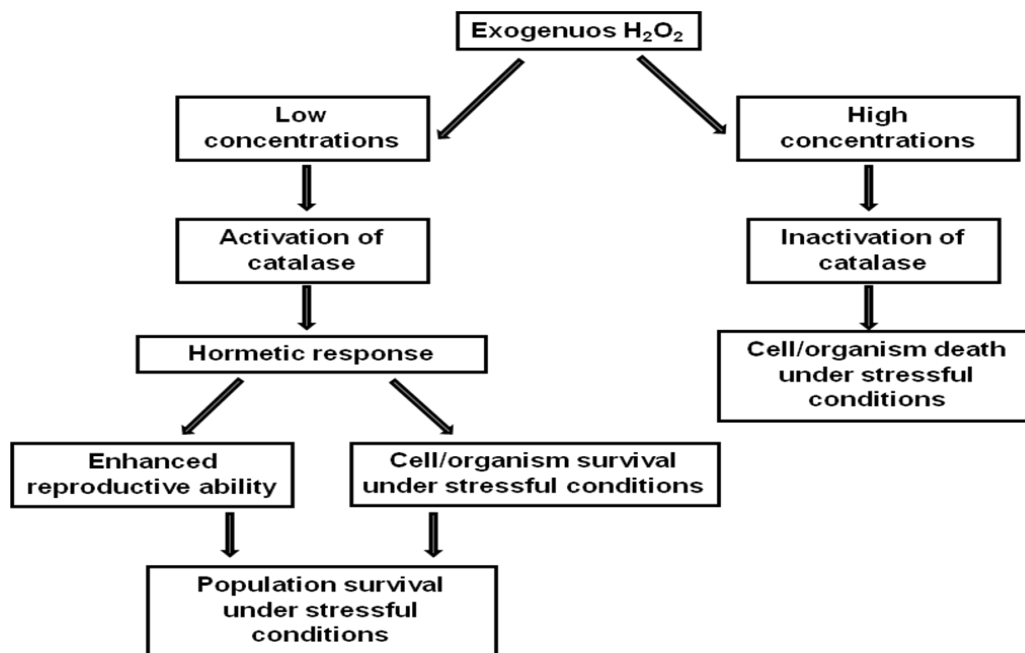 Exogenuos H₂O₂
Low
concentrations
High
concentrations
Activation of
catalase
Inactivation of
catalase
Hormetic response
Cell/organism death
under stressful
conditions
Enhanced
reproductive ability
Cell/organism survival
under stressful conditions
Population survival
under stressful
conditions